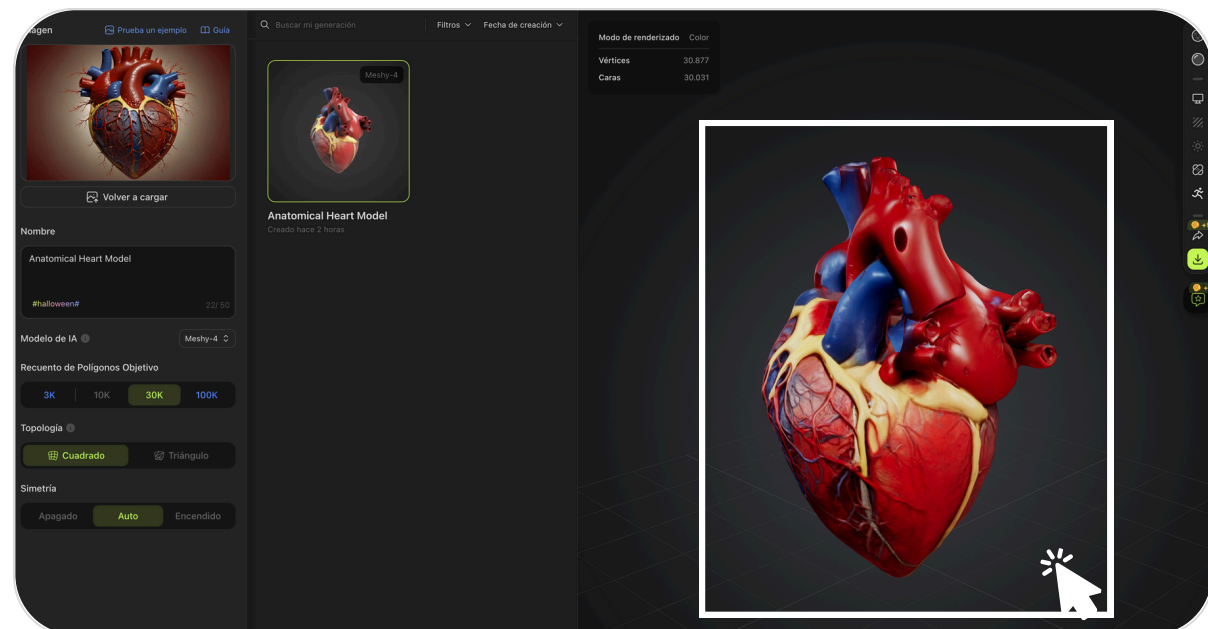 Prueba un ejemplo
Guía
Volver a cargar
Nombre
Anatomical Heart Model
#halloween#
22/ 50
Modelo de IA
Meshy-4
Recuento de Polígonos Objetivo
3K
10K
30K
100K
Topología
Cuadrado
Triángulo
Simetría
Apagado
Auto
Encendido
Buscar mi generación
Filtros
Fecha de creación
Meshy-4
Anatomical Heart Model
Creado hace 2 horas
Modo de renderizado Color
Vértices 30.877
Caras 30.031